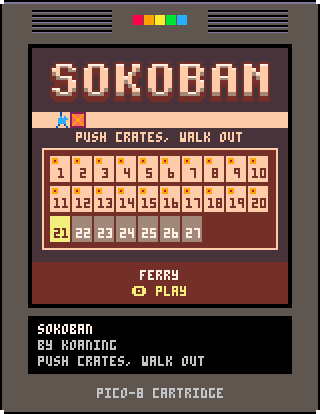 SOKOBAN
PUSH CRATES, WALK OUT
1 2 3 4 5 6 7 8 9 10
11 12 13 14 15 16 17 18 19 20
21 22 23 24 25 26 27
FERRY
PLAY
SOKOBAN
BY KOANING
PUSH CRATES, WALK OUT
PICO-8 CARTRIDGE